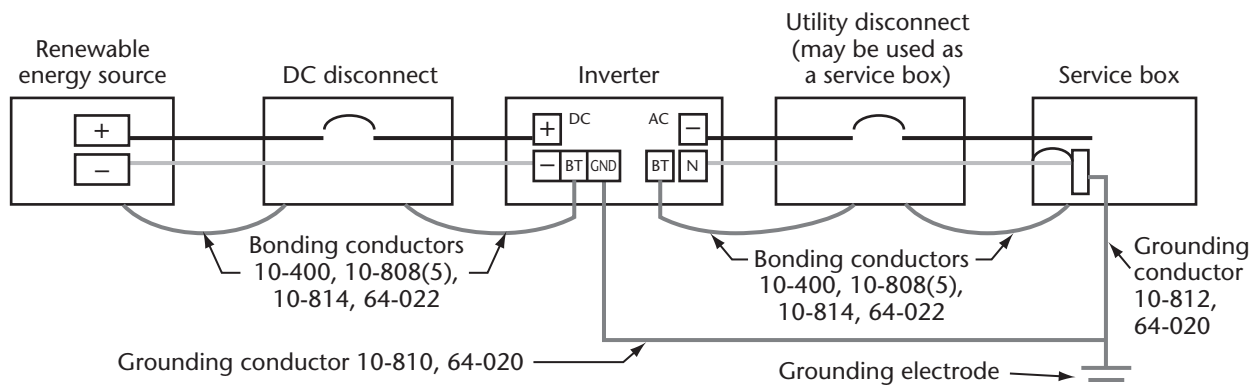 Renewable
energy source
DC disconnect
Inverter
Utility disconnect
(may be used as
a service box)
Service box
+
−
+
DC
−
BT
GND
AC
−
BT
N
Bonding conductors
10-400, 10-808(5),
10-814, 64-022
Bonding conductors
10-400, 10-808(5),
10-814, 64-022
Grounding
conductor
10-812,
64-020
Grounding conductor 10-810, 64-020
Grounding electrode